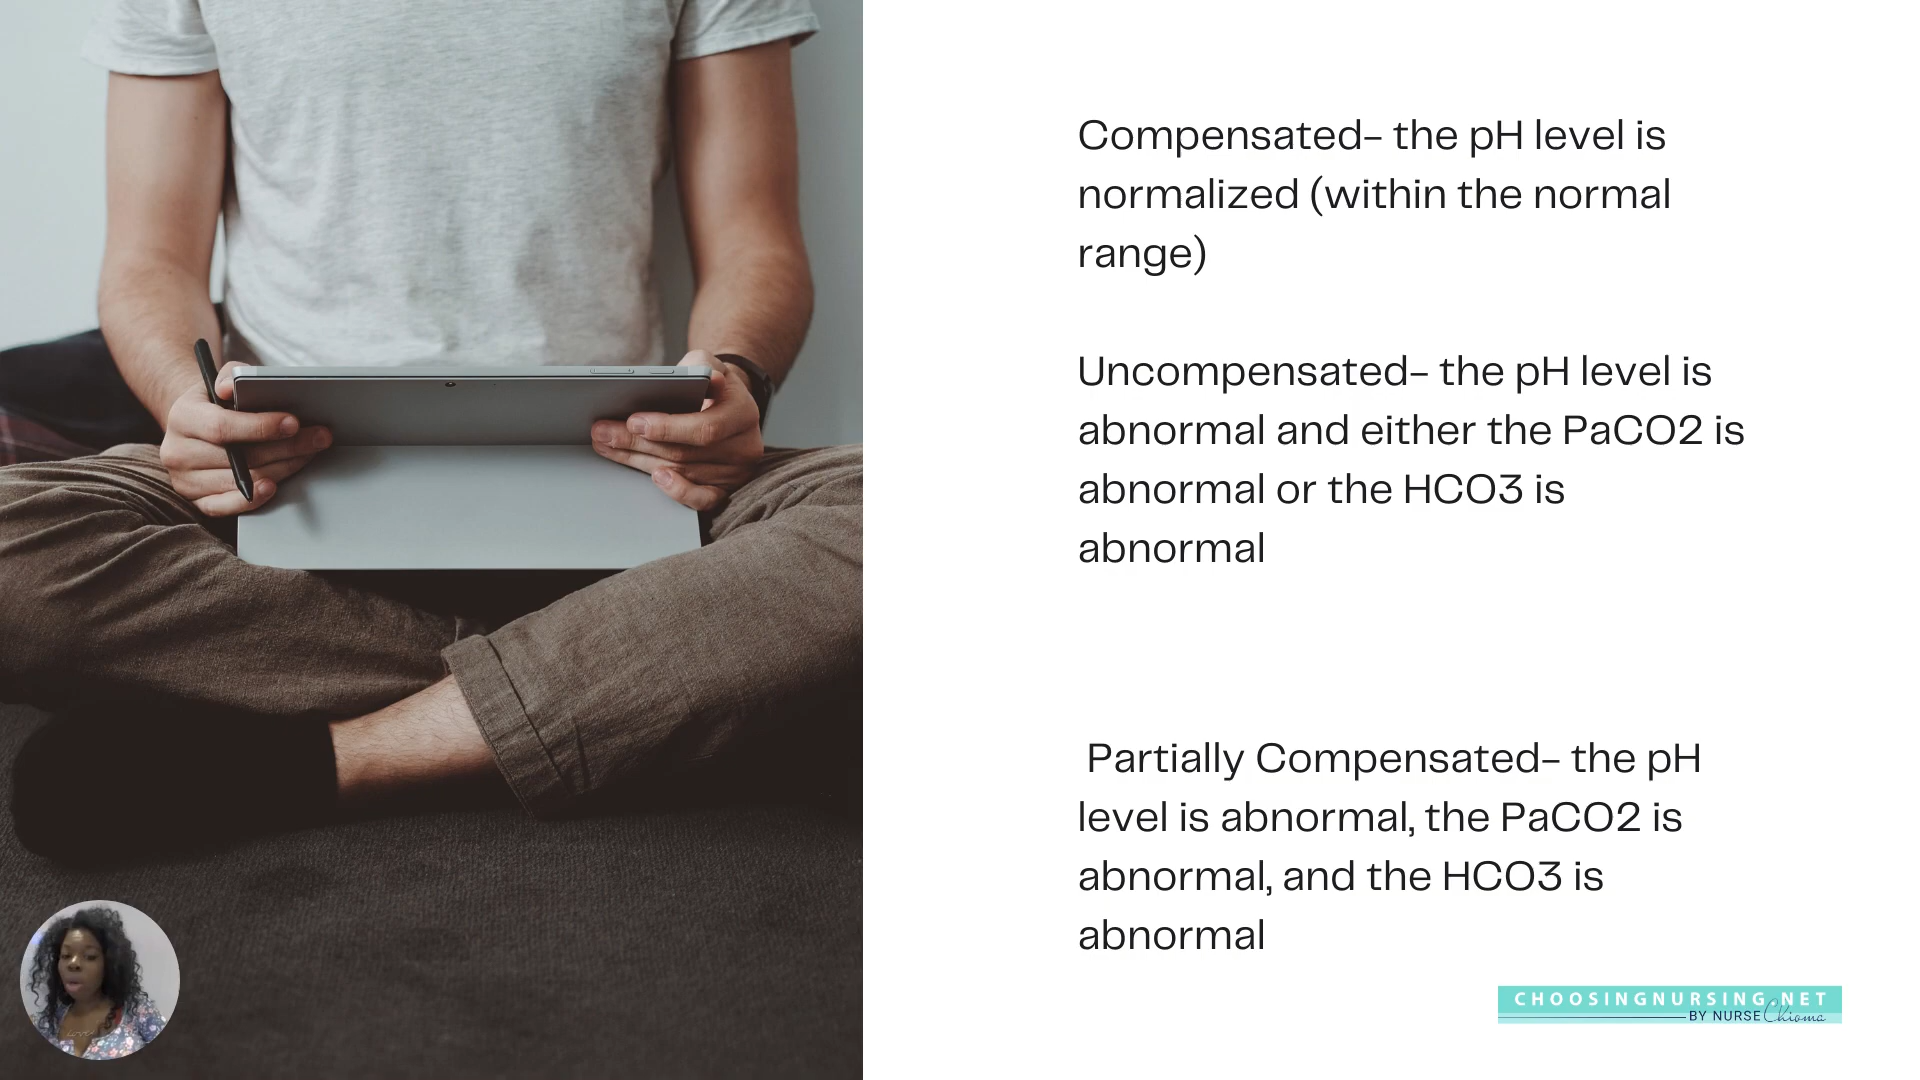 Compensated– the pH level is
normalized (within the normal
range)
Uncompensated– the pH level is
abnormal and either the PaCO2 is
abnormal or the HCO3 is
abnormal
Partially Compensated– the pH
level is abnormal, the PaCO2 is
abnormal, and the HCO3 is
abnormal
CHOOSINGNURSING.NET
BY NURSE Chioma